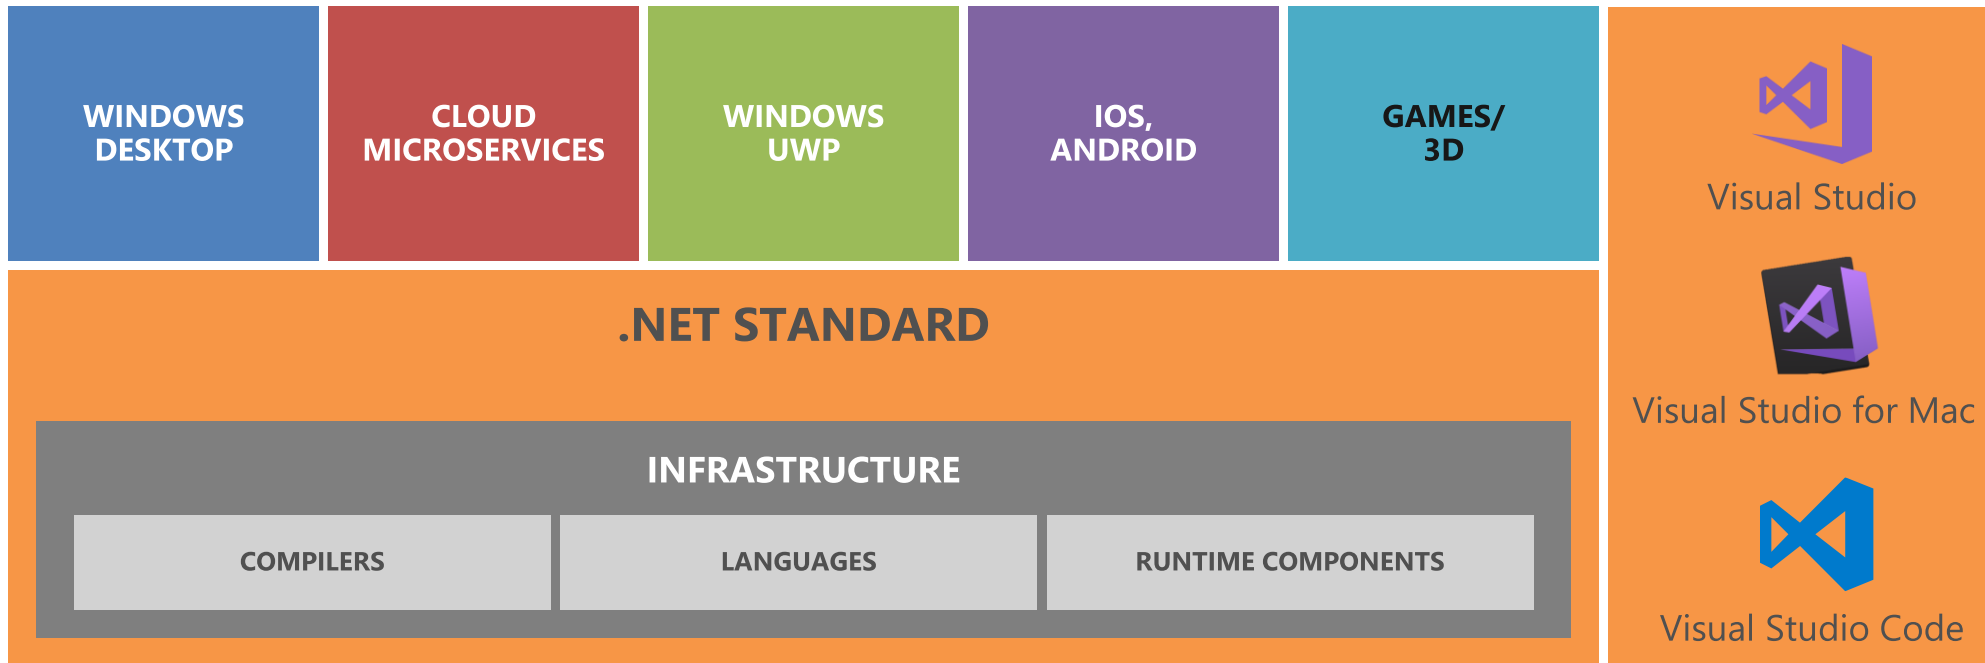 WINDOWS
DESKTOP
CLOUD
MICROSERVICES
WINDOWS
UWP
IOS,
ANDROID
GAMES/
3D
.NET STANDARD
INFRASTRUCTURE
COMPILERS
LANGUAGES
RUNTIME COMPONENTS
Visual Studio
Visual Studio for Mac
Visual Studio Code